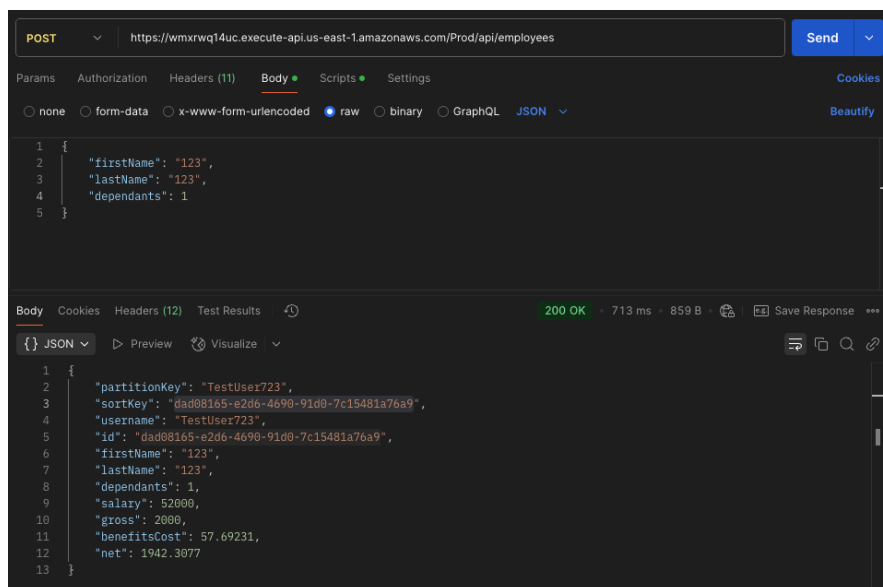 POST https://wmxrwq14uc.execute-api.us-east-1.amazonaws.com/Prod/api/employees Send
Params Authorization Headers (11) Body Scripts Settings Cookies
none form-data x-www-form-urlencoded raw binary GraphQL JSON Beautify
1 {
2 "firstName": "123",
3 "lastName": "123",
4 "dependants": 1
5 }
Body Cookies Headers (12) Test Results 200 OK 713 ms 859 B e.g. Save Response
{} JSON Preview Visualize
1 {
2 "partitionKey": "TestUser723",
3 "sortKey": "dad08165-e2d6-4690-91d0-7c15481a76a9",
4 "username": "TestUser723",
5 "id": "dad08165-e2d6-4690-91d0-7c15481a76a9",
6 "firstName": "123",
7 "lastName": "123",
8 "dependants": 1,
9 "salary": 52000,
10 "gross": 2000,
11 "benefitsCost": 57.69231,
12 "net": 1942.3077
13 }